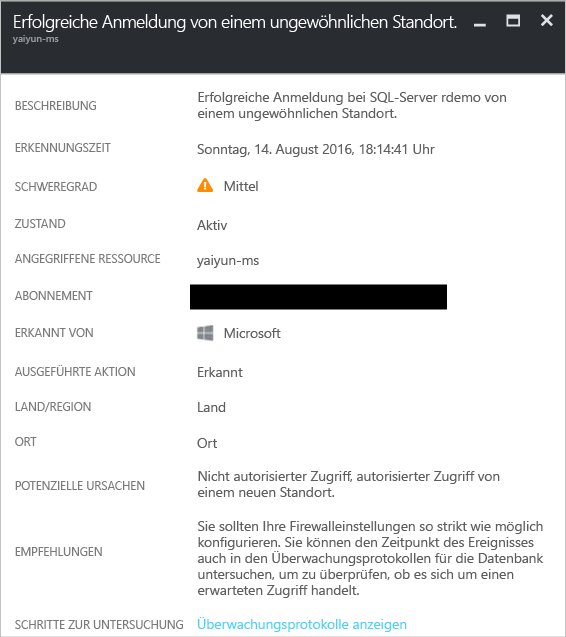 Erfolgreiche Anmeldung von einem ungewöhnlichen Standort.
yaiyun-ms
BESCHREIBUNG
Erfolgreiche Anmeldung bei SQL-Server rdemo von
einem ungewöhnlichen Standort.
ERKENNUNGSZEIT
Sonntag, 14. August 2016, 18:14:41 Uhr
SCHWEREGRAD
Mittel
ZUSTAND
Aktiv
ANGEGRIFFENE RESSOURCE
yaiyun-ms
ABONNEMENT
ERKANNT VON
Microsoft
AUSGEFÜHRTE AKTION
Erkannt
LAND/REGION
Land
ORT
Ort
POTENZIELLE URSACHEN
Nicht autorisierter Zugriff, autorisierter Zugriff von
einem neuen Standort.
EMPFEHLUNGEN
Sie sollten Ihre Firewalleinstellungen so strikt wie möglich
konfigurieren. Sie können den Zeitpunkt des Ereignisses
auch in den Überwachungsprotokollen für die Datenbank
untersuchen, um zu überprüfen, ob es sich um einen
erwarteten Zugriff handelt.
SCHRITTE ZUR UNTERSUCHUNG
Überwachungsprotokolle anzeigen